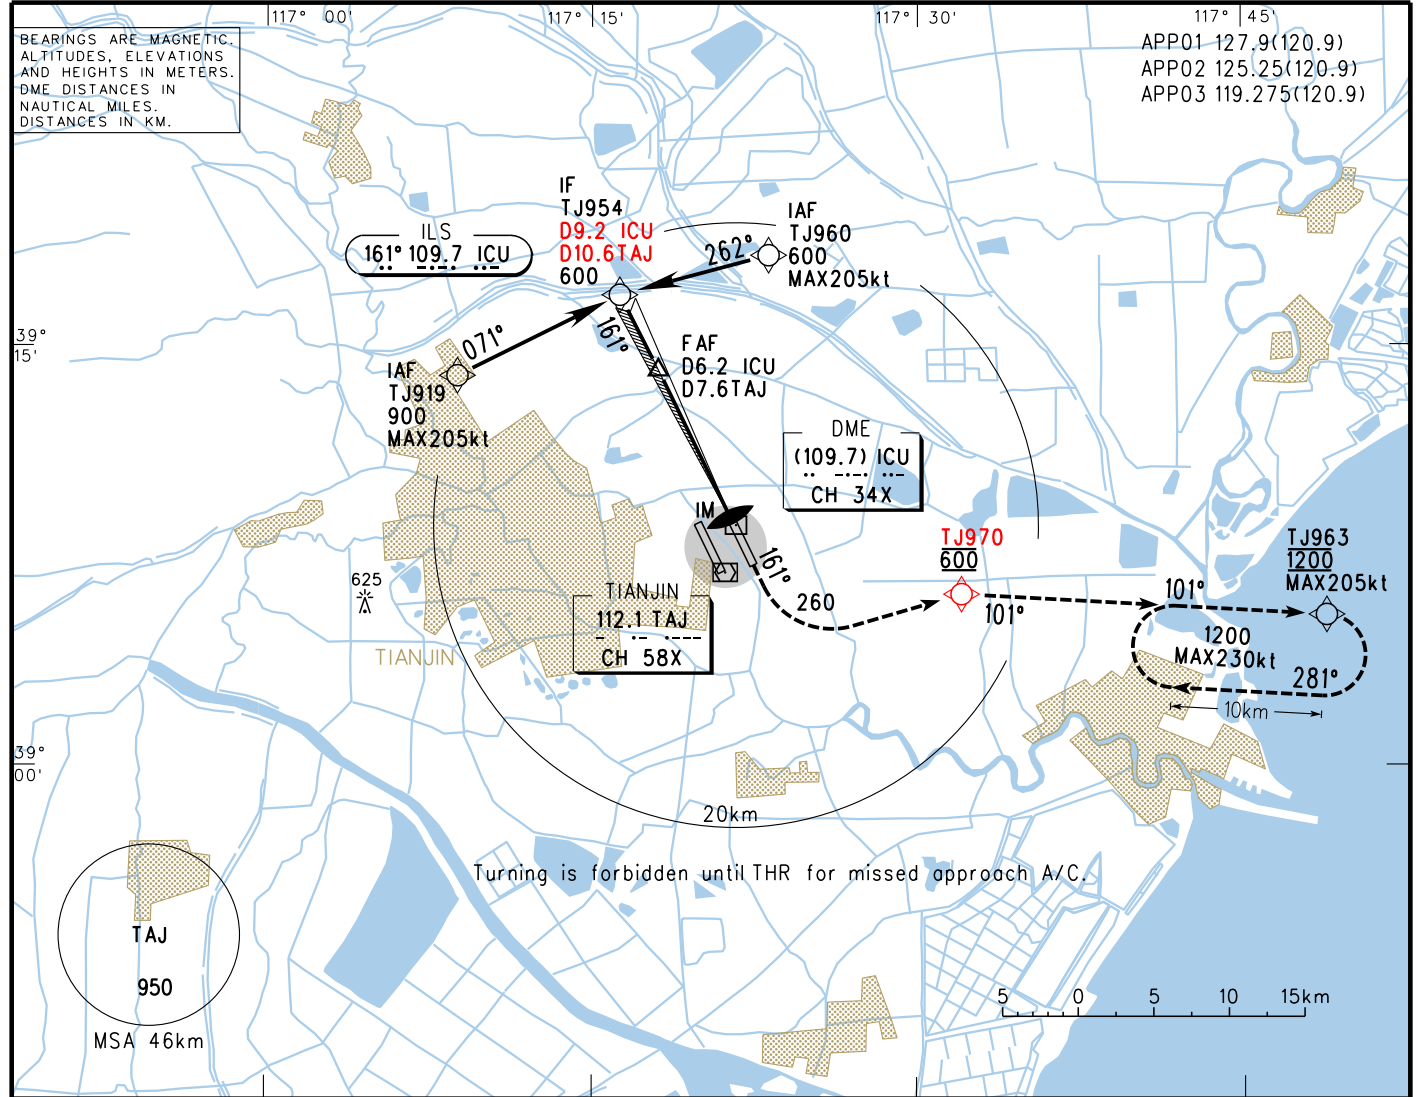 117° 00'
117° 15'
117° 30'
117° 45'
BEARINGS ARE MAGNETIC.
ALTITUDES, ELEVATIONS
AND HEIGHTS IN METERS.
DME DISTANCES IN
NAUTICAL MILES.
DISTANCES IN KM.
APP01 127.9(120.9)
APP02 125.25(120.9)
APP03 119.275(120.9)
IF
TJ954
D9.2 ICU
D10.6TAJ
600
ILS
161° 109.7 ICU
IAF
TJ960
600
MAX205kt
262°
071°
161°
39°
15'
IAF
TJ919
900
MAX205kt
FAF
D6.2 ICU
D7.6TAJ
DME
(109.7) ICU
CH 34X
IM
161°
260
TJ970
600
101°
TJ963
1200
MAX205kt
101°
1200
MAX230kt
281°
10km
625
TIANJIN
112.1 TAJ
CH 58X
TIANJIN
39°
00'
20km
Turning is forbidden until THR for missed approach A/C.
TAJ
950
MSA 46km
5 0 5 10 15km